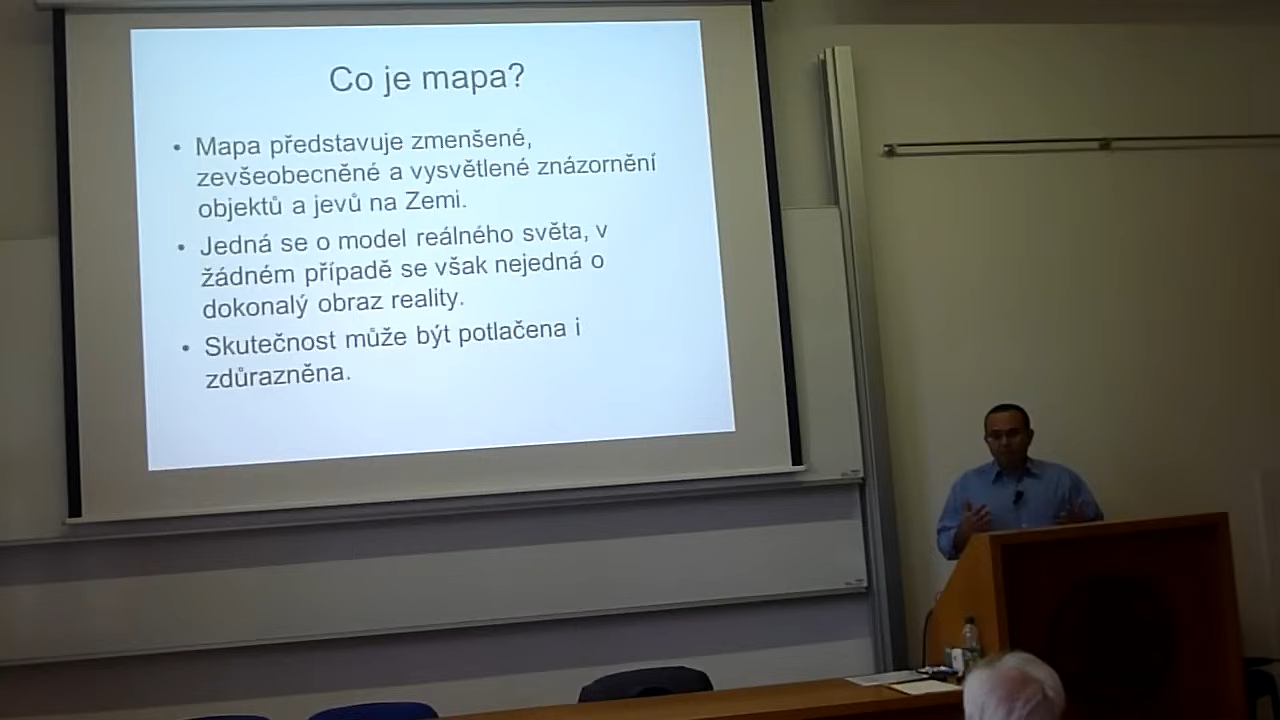 Co je mapa?
• Mapa představuje zmenšené,
zevšeobecněné a vysvětlené znázornění
objektů a jevů na Zemi.
• Jedná se o model reálného světa, v
žádném případě se však nejedná o
dokonalý obraz reality.
• Skutečnost může být potlačena i
zdůrazněna.